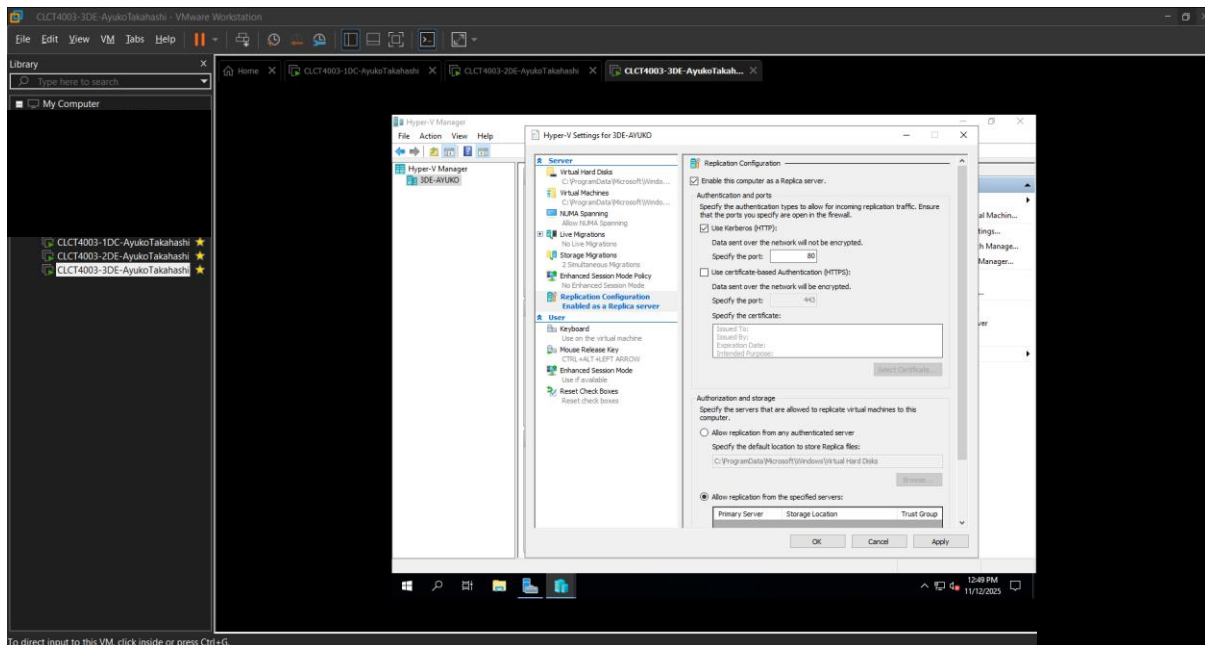 CLCT4003-3DE-AyukoTakahashi - VMware Workstation
File Edit View VM Tabs Help
Library X
Type here to search
My Computer
CLCT4003-1DC-AyukoTakahashi
CLCT4003-2DE-AyukoTakahashi
CLCT4003-3DE-AyukoTakahashi
Home X CLCT4003-1DC-AyukoTakahashi X CLCT4003-2DE-AyukoTakahashi X CLCT4003-3DE-AyukoTakah... X
Hyper-V Manager
File Action View Help
Hyper-V Manager
3DE-AYUKO
Hyper-V Settings for 3DE-AYUKO
Server
Virtual Hard Disks
C:\ProgramData\Microsoft\Windo...
Virtual Machines
C:\ProgramData\Microsoft\Windo...
NUMA Spanning
Allow NUMA Spanning
Live Migrations
No Live Migrations
Storage Migrations
2 Simultaneous Migrations
Enhanced Session Mode Policy
No Enhanced Session Mode
Replication Configuration
Enabled as a Replica server
User
Keyboard
Use on the virtual machine
Mouse Release Key
CTRL+ALT+LEFT ARROW
Enhanced Session Mode
Use if available
Reset Check Boxes
Reset check boxes
Replication Configuration
Enable this computer as a Replica server.
Authentication and ports
Specify the authentication types to allow for incoming replication traffic. Ensure
that the ports you specify are open in the firewall.
Use Kerberos (HTTP):
Data sent over the network will not be encrypted.
Specify the port: 80
Use certificate-based Authentication (HTTPS):
Data sent over the network will be encrypted.
Specify the port: 443
Specify the certificate:
Issued To:
Issued By:
Expiration Date:
Intended Purpose:
Select Certificate...
Authorization and storage
Specify the servers that are allowed to replicate virtual machines to this
computer.
Allow replication from any authenticated server
Specify the default location to store Replica files:
C:\ProgramData\Microsoft\Windows\Virtual Hard Disks
Browse...
Allow replication from the specified servers:
Primary Server Storage Location Trust Group
OK Cancel Apply
al Machin...
tings...
h Manage...
Manager...
ver
12:49 PM
11/12/2025
To direct input to this VM, click inside or press Ctrl+G.